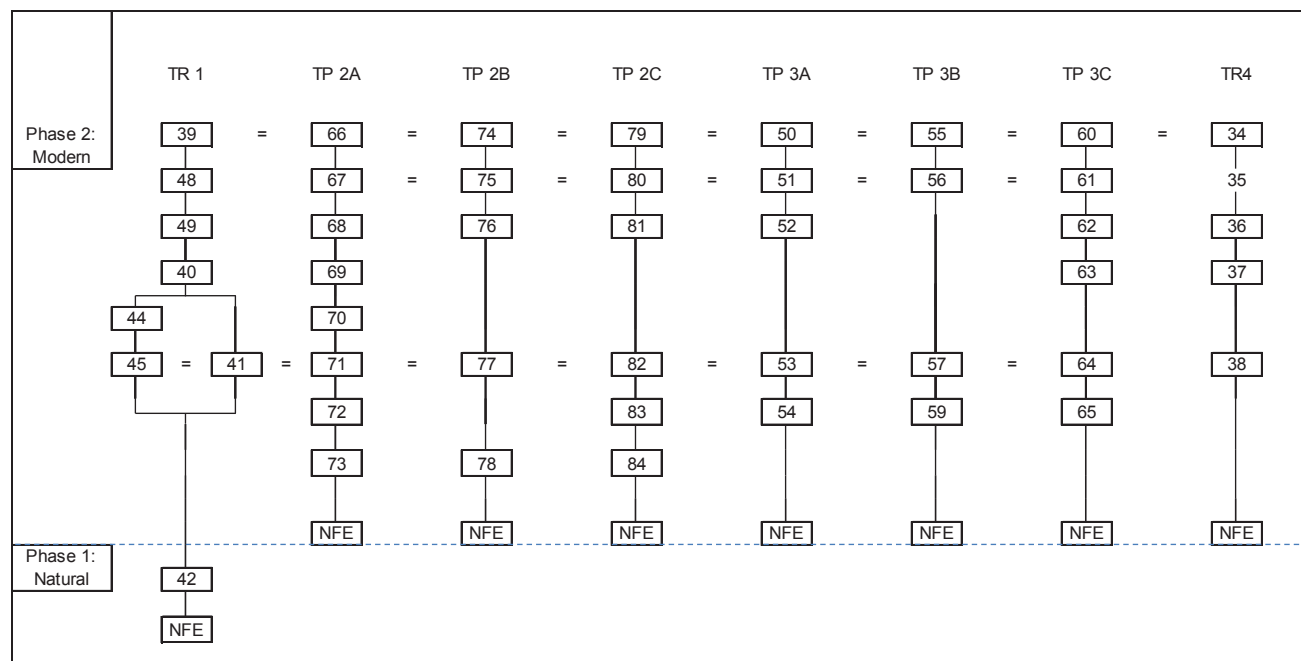 TR 1 TP 2A TP 2B TP 2C TP 3A TP 3B TP 3C TR4
Phase 2:
Modern
39 = 66 = 74 = 79 = 50 = 55 = 60 = 34
48 67 = 75 = 80 = 51 = 56 = 61 35
49 68 76 81 52 62 36
40 69 63 37
44 70
45 = 41 = 71 = 77 = 82 = 53 = 57 = 64 38
72 83 54 59 65
73 78 84
NFE NFE NFE NFE NFE NFE NFE
Phase 1:
Natural
42
NFE